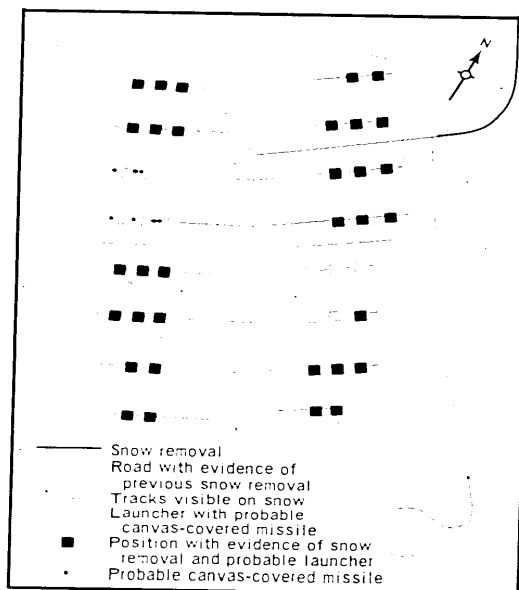 N
Snow removal
Road with evidence of
previous snow removal
Tracks visible on snow
Launcher with probable
canvas-covered missile
Position with evidence of snow
removal and probable launcher
Probable canvas-covered missile